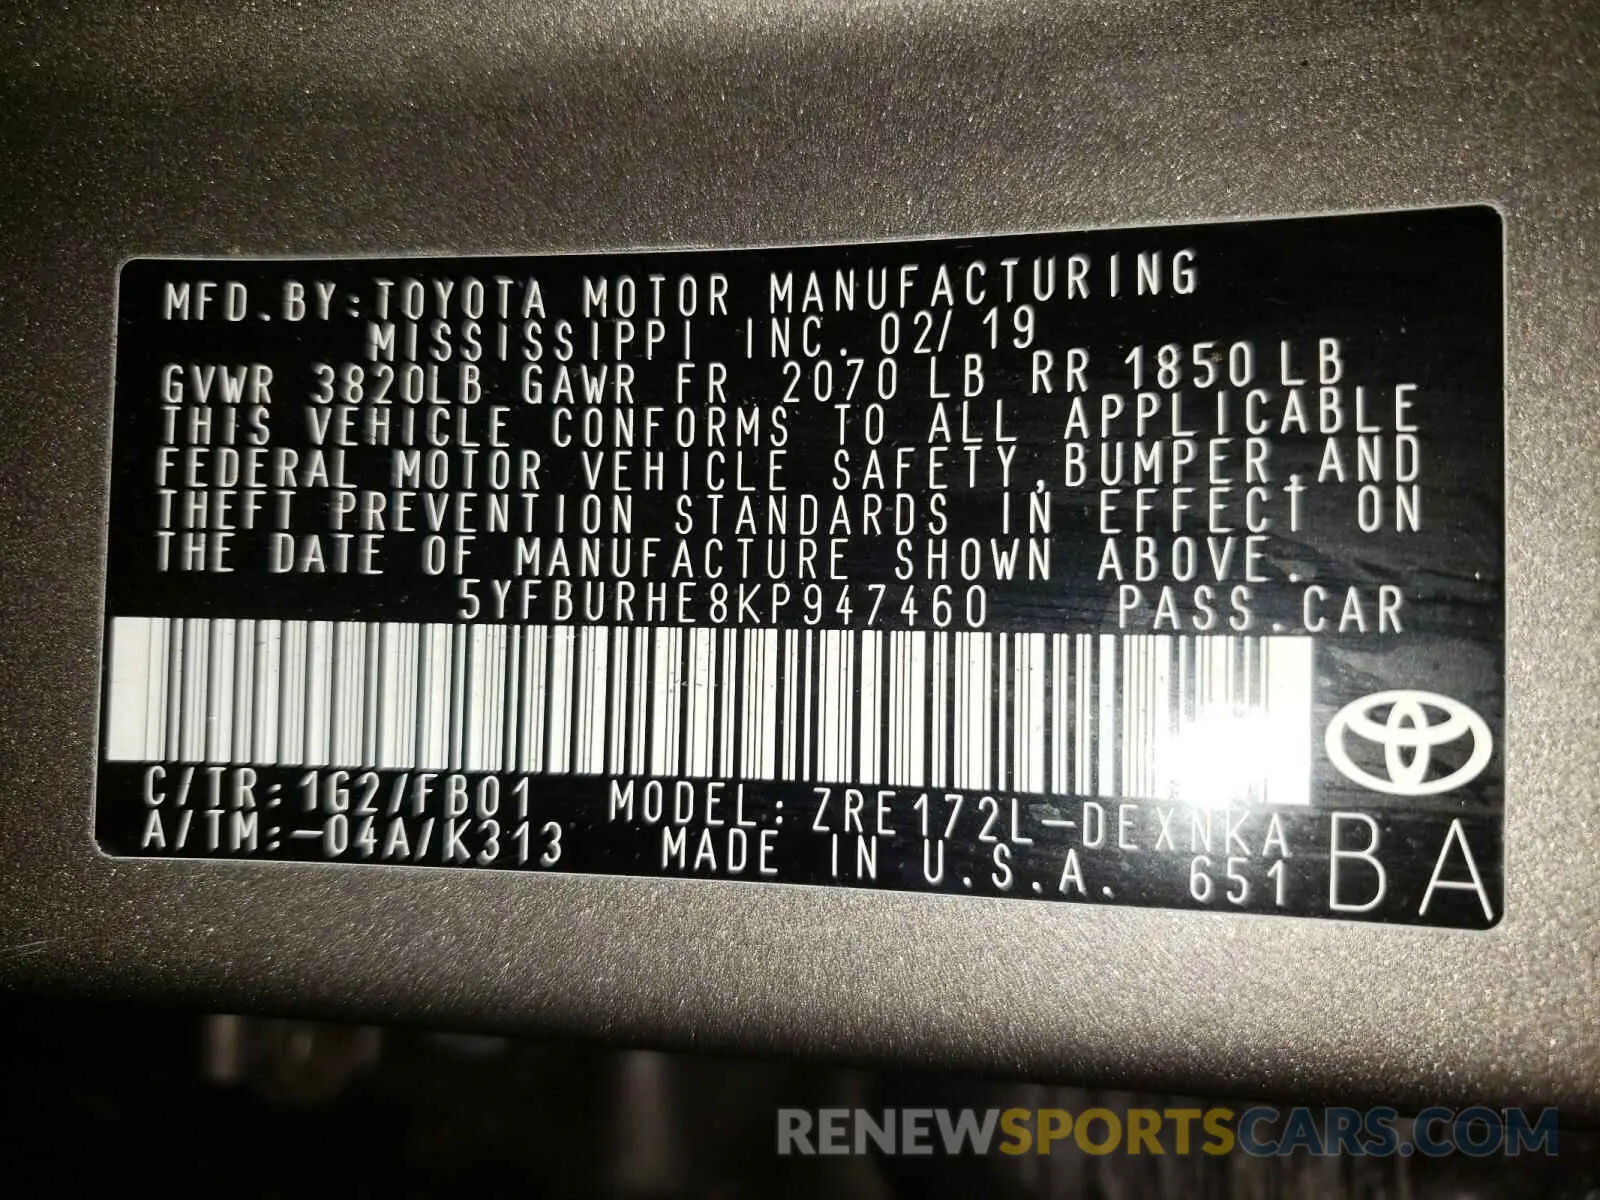 MFD.BY:TOYOTA MOTOR MANUFACTURING
MISSISSIPPI INC. 02/19
GVWR 3820LB GAWR FR 2070LB RR 1850LB
THIS VEHICLE CONFORMS TO ALL APPLICABLE
FEDERAL MOTOR VEHICLE SAFETY,BUMPER,AND
THEFT PREVENTION STANDARDS IN EFFECT ON
THE DATE OF MANUFACTURE SHOWN ABOVE.
5YFBURHE8KP947460 PASS.CAR
C/TR:1G2/FB01 MODEL:ZRE172L-DEXNKA
A/TM:-04A/K313 MADE IN U.S.A. 651
BA
RENEWSPORTSCARS.COM